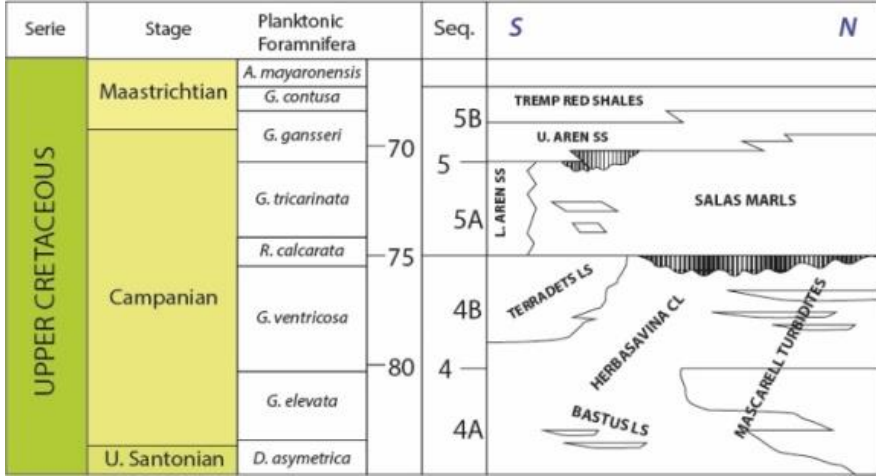 Serie
Stage
Planktonic
Foramnifera
Seq.
S
N
UPPER CRETACEOUS
Maastrichtian
Campanian
U. Santonian
A. mayaronensis
G. contusa
G. gansseri
G. tricarinata
R. calcarata
G. ventricosa
G. elevata
D. asymetrica
70
75
80
5B
5
5A
4B
4
4A
TREMP RED SHALES
U. AREN SS
L. AREN SS
SALAS MARLS
TERRADETS LS
HERBASAVINA CL
MASCARELL TURBIDITES
BASTUS LS